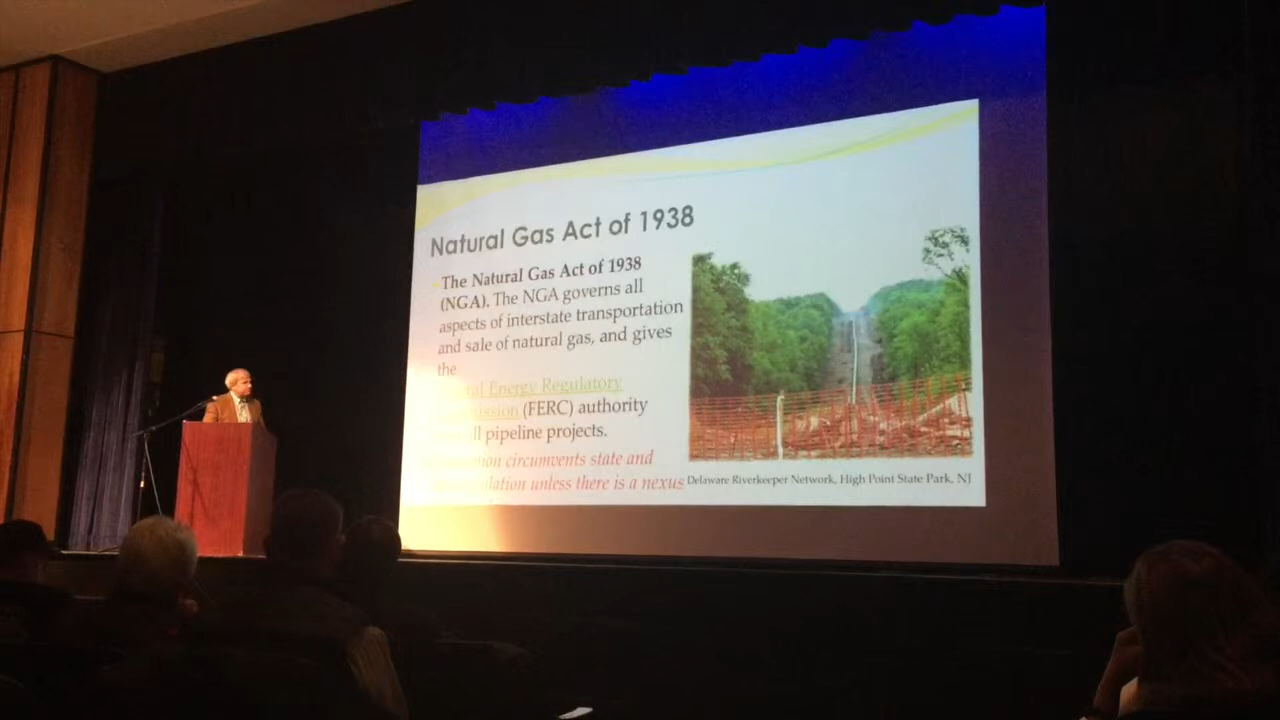 Natural Gas Act of 1938
The Natural Gas Act of 1938
(NGA). The NGA governs all
aspects of interstate transportation
and sale of natural gas, and gives
the
Energy Regulatory
(FERC) authority
pipeline projects.
circumvents state and
unless there is a nexus
Delaware Riverkeeper Network, High Point State Park, NJ